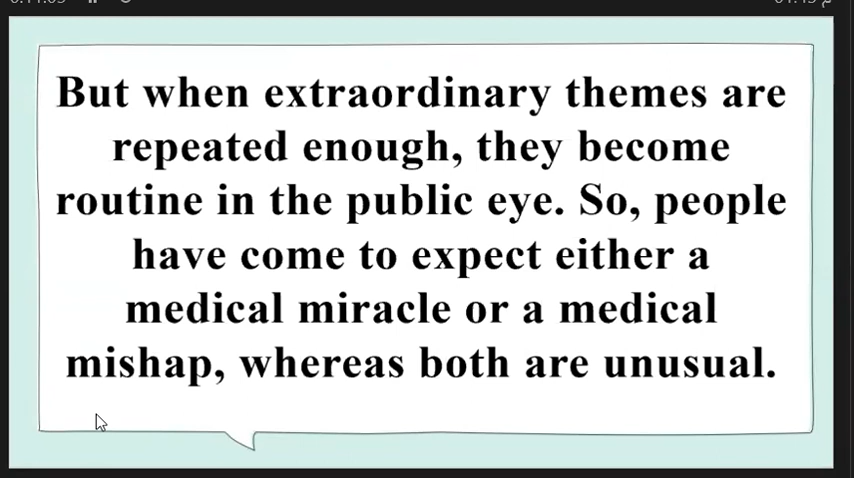 But when extraordinary themes are
repeated enough, they become
routine in the public eye. So, people
have come to expect either a
medical miracle or a medical
mishap, whereas both are unusual.